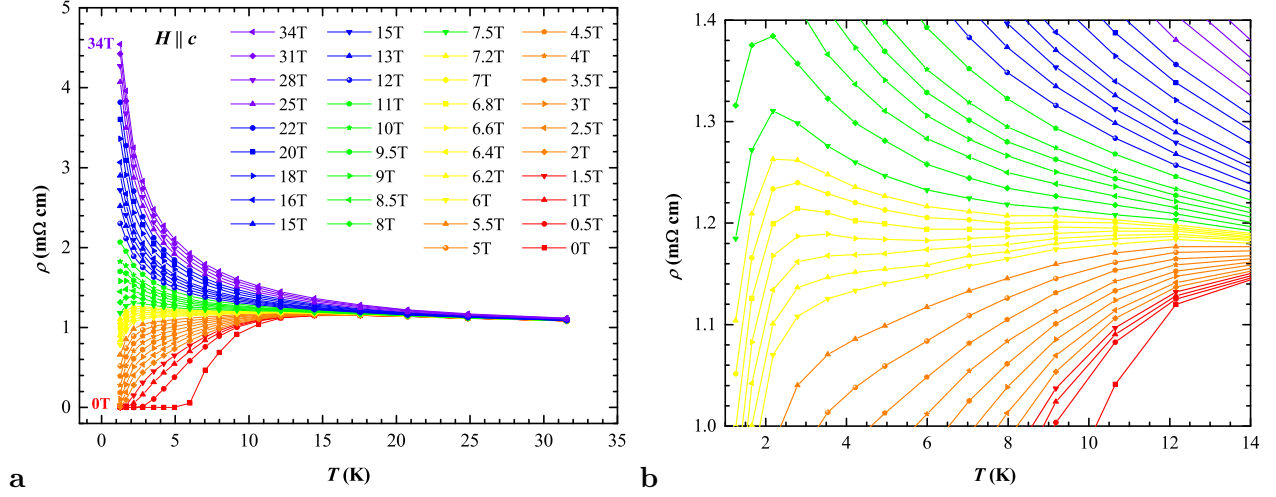 5
4
3
2
1
0
0
5
10
15
20
25
30
35
ρ (mΩ cm)
T (K)
34T
0T
H || c
34T
31T
28T
25T
22T
20T
18T
16T
15T
15T
13T
12T
11T
10T
9.5T
9T
8.5T
8T
7.5T
7.2T
7T
6.8T
6.6T
6.4T
6.2T
6T
5.5T
5T
4.5T
4T
3.5T
3T
2.5T
2T
1.5T
1T
0.5T
0T
a
1.4
1.3
1.2
1.1
1.0
2
4
6
8
10
12
14
ρ (mΩ cm)
T (K)
b